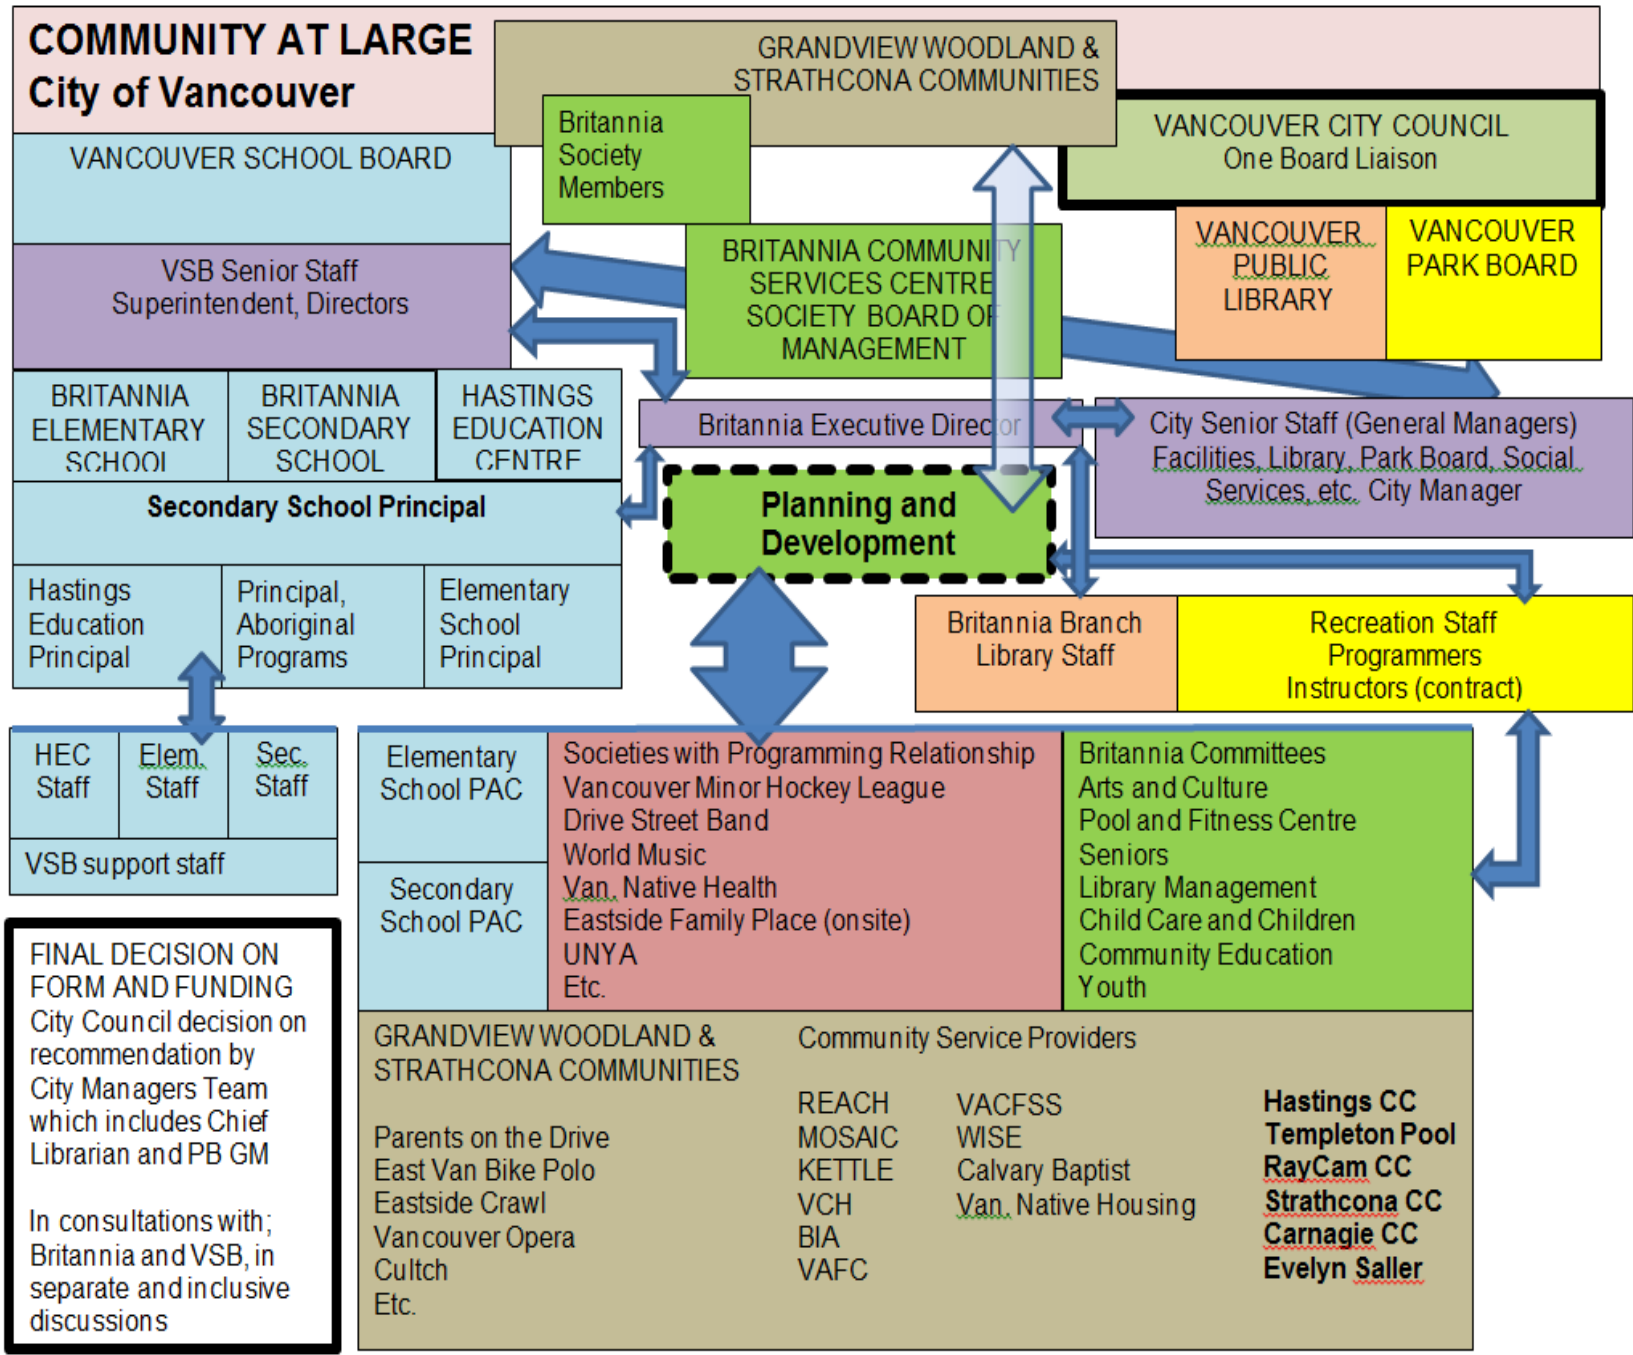 COMMUNITY AT LARGE
City of Vancouver
GRANDVIEW WOODLAND &
STRATHCONA COMMUNITIES
Britannia
Society
Members
VANCOUVER CITY COUNCIL
One Board Liaison
VANCOUVER SCHOOL BOARD
VANCOUVER
PUBLIC
LIBRARY
VANCOUVER
PARK BOARD
BRITANNIA COMMUNITY
SERVICES CENTRE
SOCIETY BOARD OF
MANAGEMENT
VSB Senior Staff
Superintendent, Directors
BRITANNIA
ELEMENTARY
SCHOOL
BRITANNIA
SECONDARY
SCHOOL
HASTINGS
EDUCATION
CENTRE
Britannia Executive Director
City Senior Staff (General Managers)
Facilities, Library, Park Board, Social
Services, etc. City Manager
Secondary School Principal
Planning and
Development
Hastings
Education
Principal
Principal,
Aboriginal
Programs
Elementary
School
Principal
Britannia Branch
Library Staff
Recreation Staff
Programmers
Instructors (contract)
HEC
Staff
Elem.
Staff
Sec.
Staff
VSB support staff
Elementary
School PAC
Secondary
School PAC
Societies with Programming Relationship
Vancouver Minor Hockey League
Drive Street Band
World Music
Van. Native Health
Eastside Family Place (onsite)
UNYA
Etc.
Britannia Committees
Arts and Culture
Pool and Fitness Centre
Seniors
Library Management
Child Care and Children
Community Education
Youth
FINAL DECISION ON
FORM AND FUNDING
City Council decision on
recommendation by
City Managers Team
which includes Chief
Librarian and PB GM
In consultations with;
Britannia and VSB, in
separate and inclusive
discussions
GRANDVIEW WOODLAND &
STRATHCONA COMMUNITIES
Parents on the Drive
East Van Bike Polo
Eastside Crawl
Vancouver Opera
Cultch
Etc.
Community Service Providers
REACH
MOSAIC
KETTLE
VCH
BIA
VAFC
VACFSS
WISE
Calvary Baptist
Van. Native Housing
Hastings CC
Templeton Pool
RayCam CC
Strathcona CC
Carnagie CC
Evelyn Saller